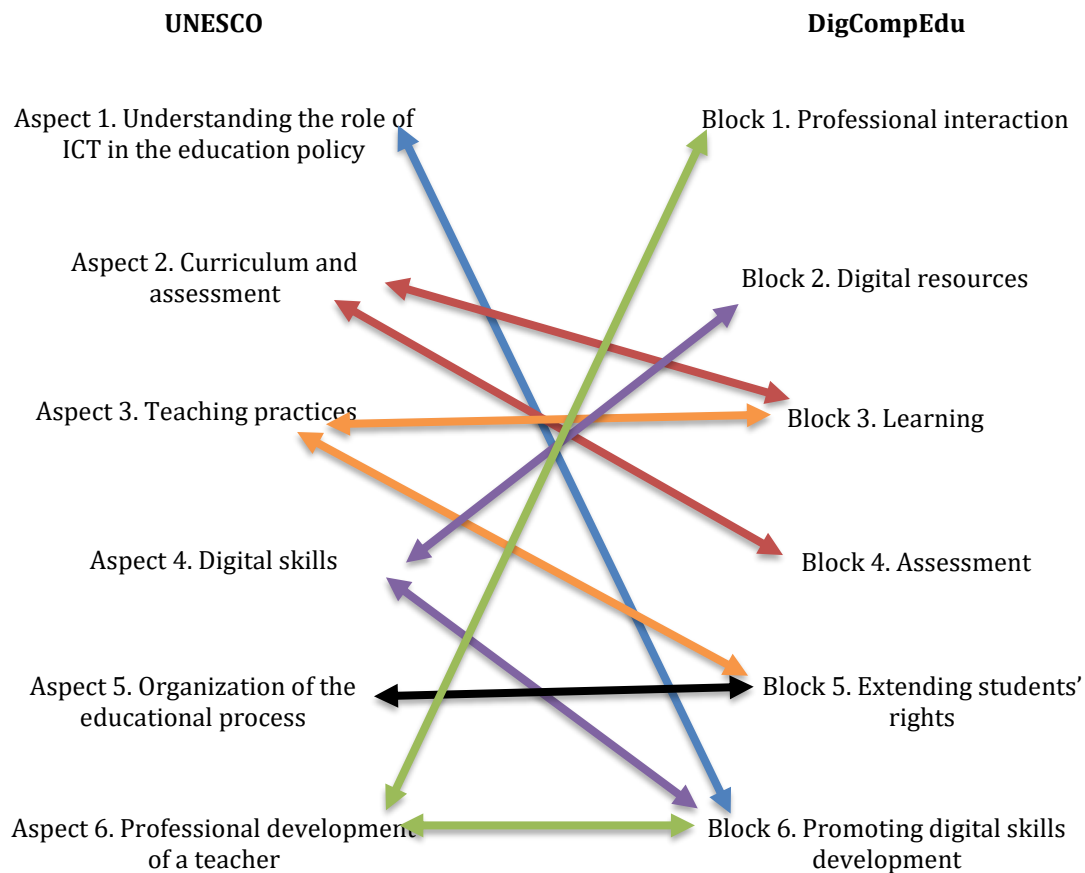 UNESCO
DigCompEdu
Aspect 1. Understanding the role of
ICT in the education policy
Block 1. Professional interaction
Aspect 2. Curriculum and
assessment
Block 2. Digital resources
Aspect 3. Teaching practices
Block 3. Learning
Aspect 4. Digital skills
Block 4. Assessment
Aspect 5. Organization of the
educational process
Block 5. Extending students’
rights
Aspect 6. Professional development
of a teacher
Block 6. Promoting digital skills
development